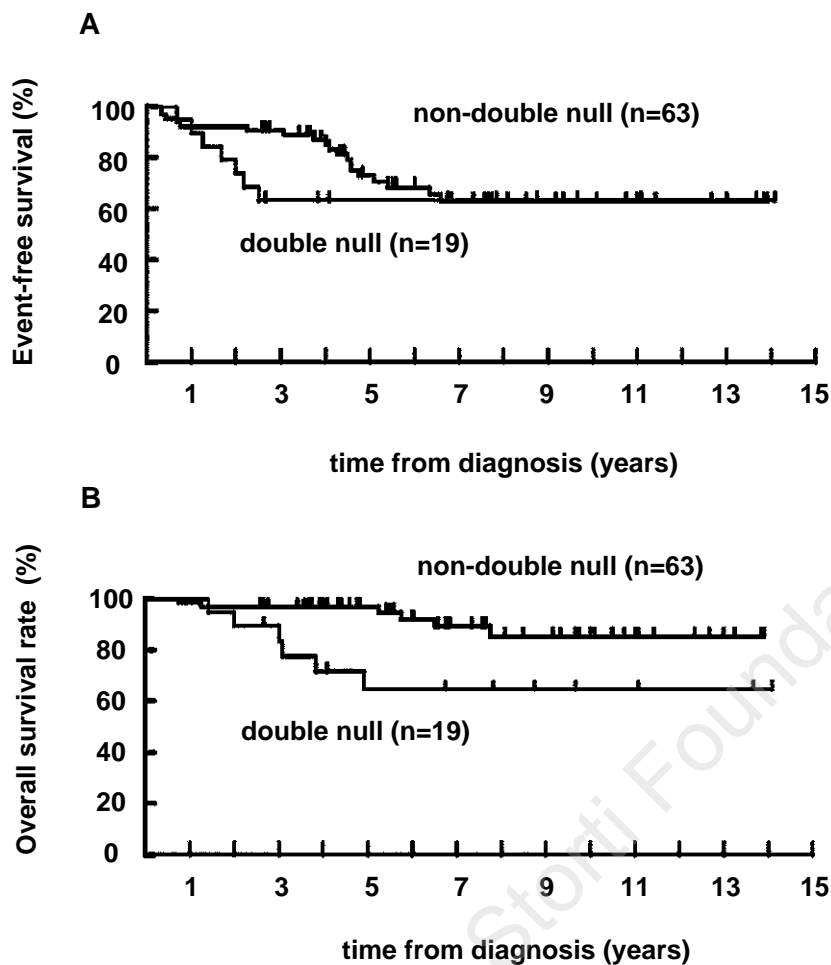 A
Event-free survival (%)
100
80
60
40
20
0
non-double null (n=63)
double null (n=19)
1 3 5 7 9 11 13 15
time from diagnosis (years)
B
Overall survival rate (%)
100
80
60
40
20
0
non-double null (n=63)
double null (n=19)
1 3 5 7 9 11 13 15
time from diagnosis (years)
Storti